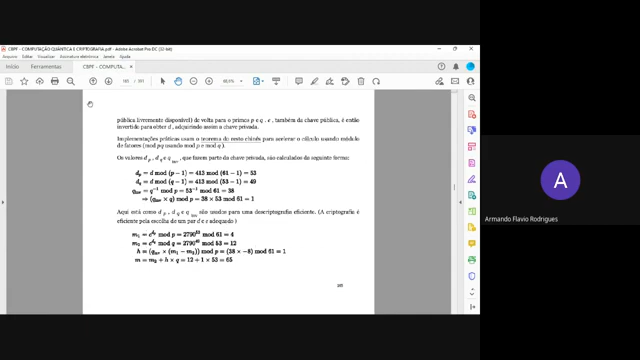 CBPF - COMPUTAÇÃO QUÂNTICA E CRIPTOGRAFIA.pdf - Adobe Acrobat Pro DC (32-bit)
Arquivo Editar Visualizar Assinatura eletrônica Janela Ajuda
Início Ferramentas CBPF - COMPUTA...
pública livremente disponível) de volta para o primos p e q . e, também da chave pública, é então
invertido para obter d, adquirindo assim a chave privada.
Implementações práticas usam o teorema do resto chinês para acelerar o cálculo usando módulo
de fatores (mod pq usando mod p e mod q).
Os valores d_p , d_q e q_inv, que fazem parte da chave privada, são calculados da seguinte forma:
d_p = d mod (p − 1) = 413 mod (61 − 1) = 53
d_q = d mod (q − 1) = 413 mod (53 − 1) = 49
q_inv = q^−1 mod p = 53^−1 mod 61 = 38
⇒ (q_inv × q) mod p = 38 × 53 mod 61 = 1
Aqui está como d_p , d_q e q_inv são usados para uma descriptografia eficiente. (A criptografia é
eficiente pela escolha de um par d e e adequado )
m_1 = c^d_p mod p = 2790^53 mod 61 = 4
m_2 = c^d_q mod q = 2790^49 mod 53 = 12
h = (q_inv × (m_1 − m_2)) mod p = (38 × −8) mod 61 = 1
m = m_2 + h × q = 12 + 1 × 53 = 65
A
Armando Flavio Rodrigues